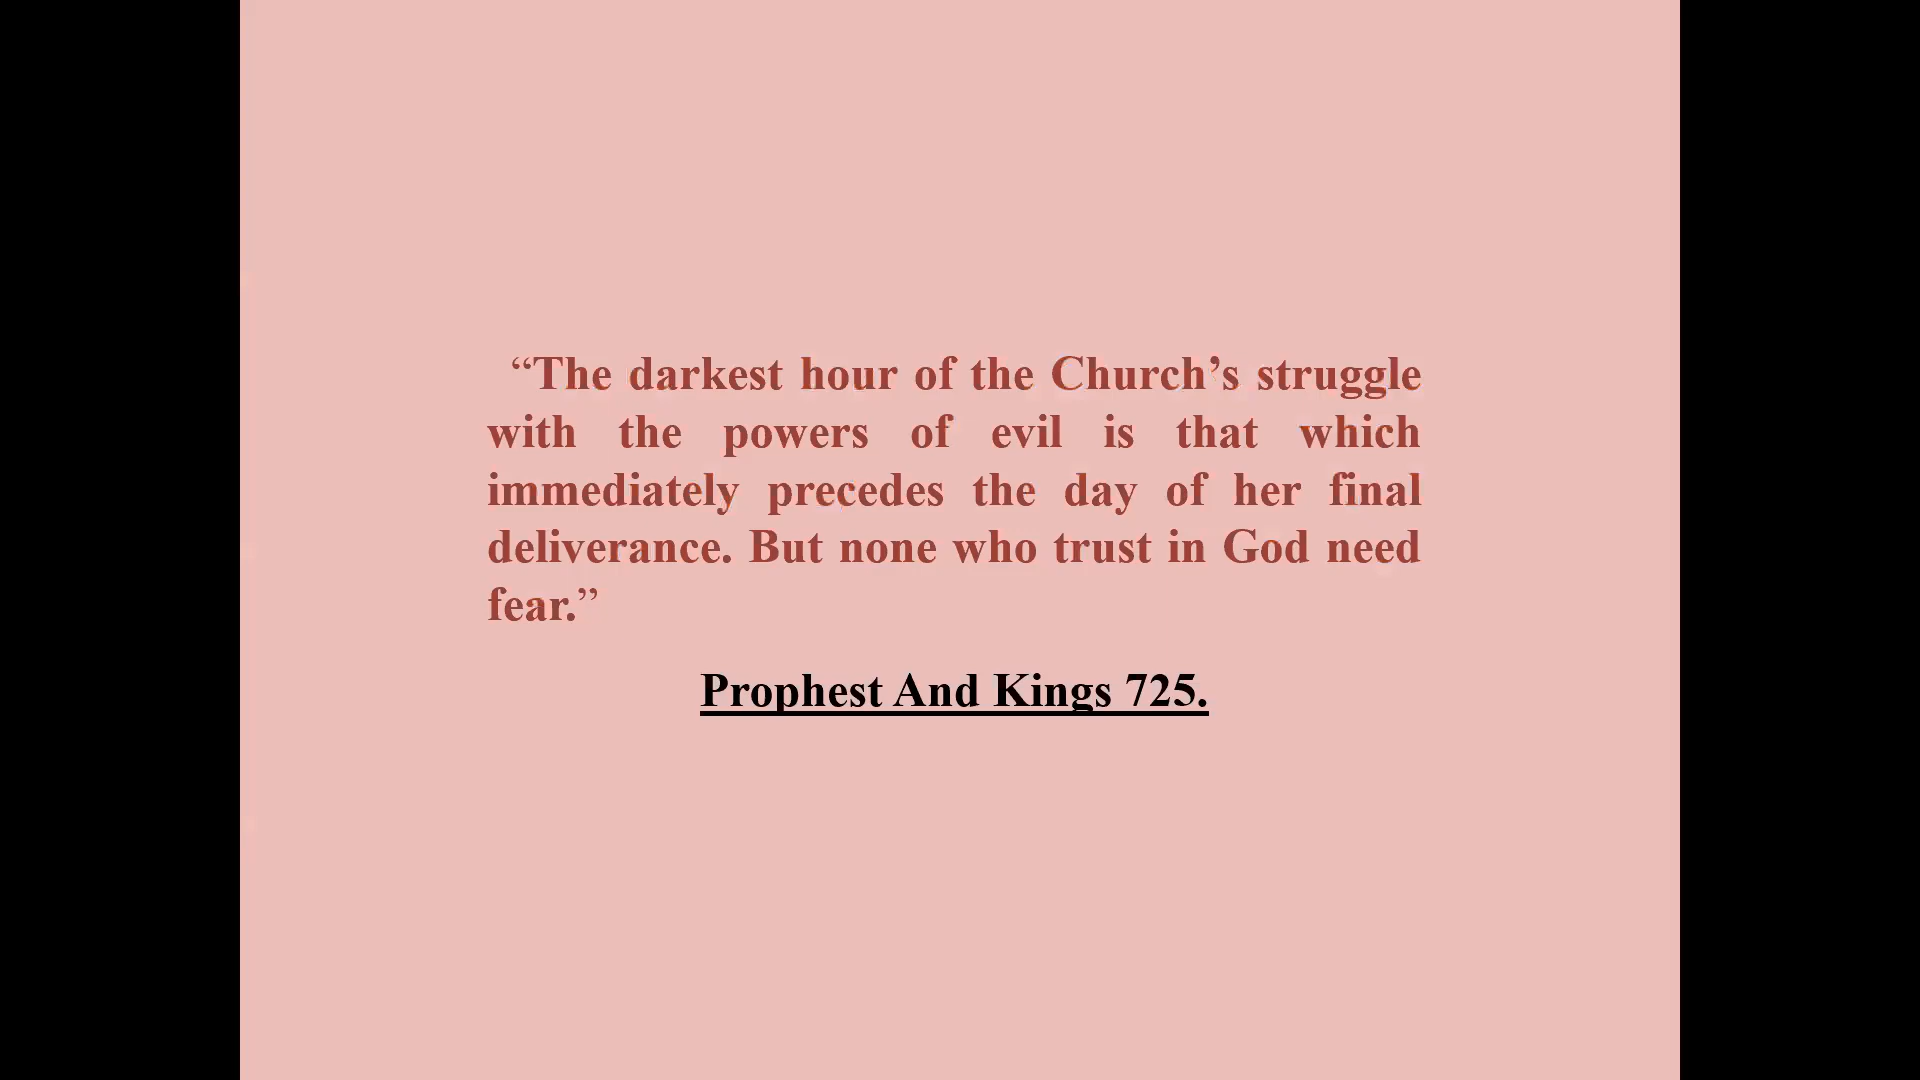 “The darkest hour of the Church’s struggle
with the powers of evil is that which
immediately precedes the day of her final
deliverance. But none who trust in God need
fear.”
Prophest And Kings 725.